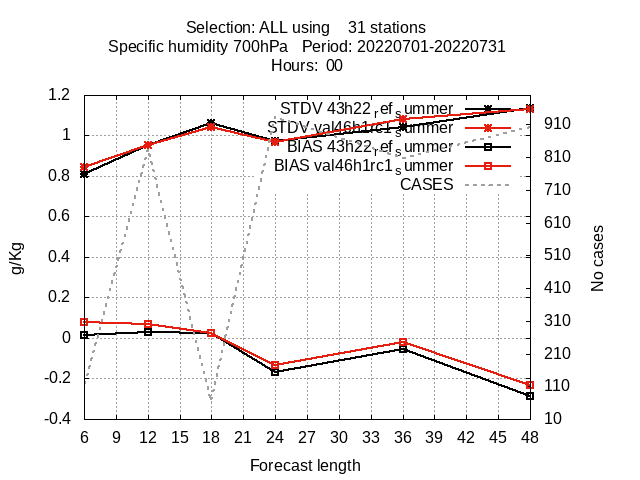 Selection: ALL using 31 stations
Specific humidity 700hPa Period: 20220701-20220731
Hours: 00
STDV 43h22_ref_summer
STDV val46h1rc1_summer
BIAS 43h22_ref_summer
BIAS val46h1rc1_summer
CASES
g/Kg
1.2
1
0.8
0.6
0.4
0.2
0
-0.2
-0.4
No cases
910
810
710
610
510
410
310
210
110
10
6 9 12 15 18 21 24 27 30 33 36 39 42 45 48
Forecast length